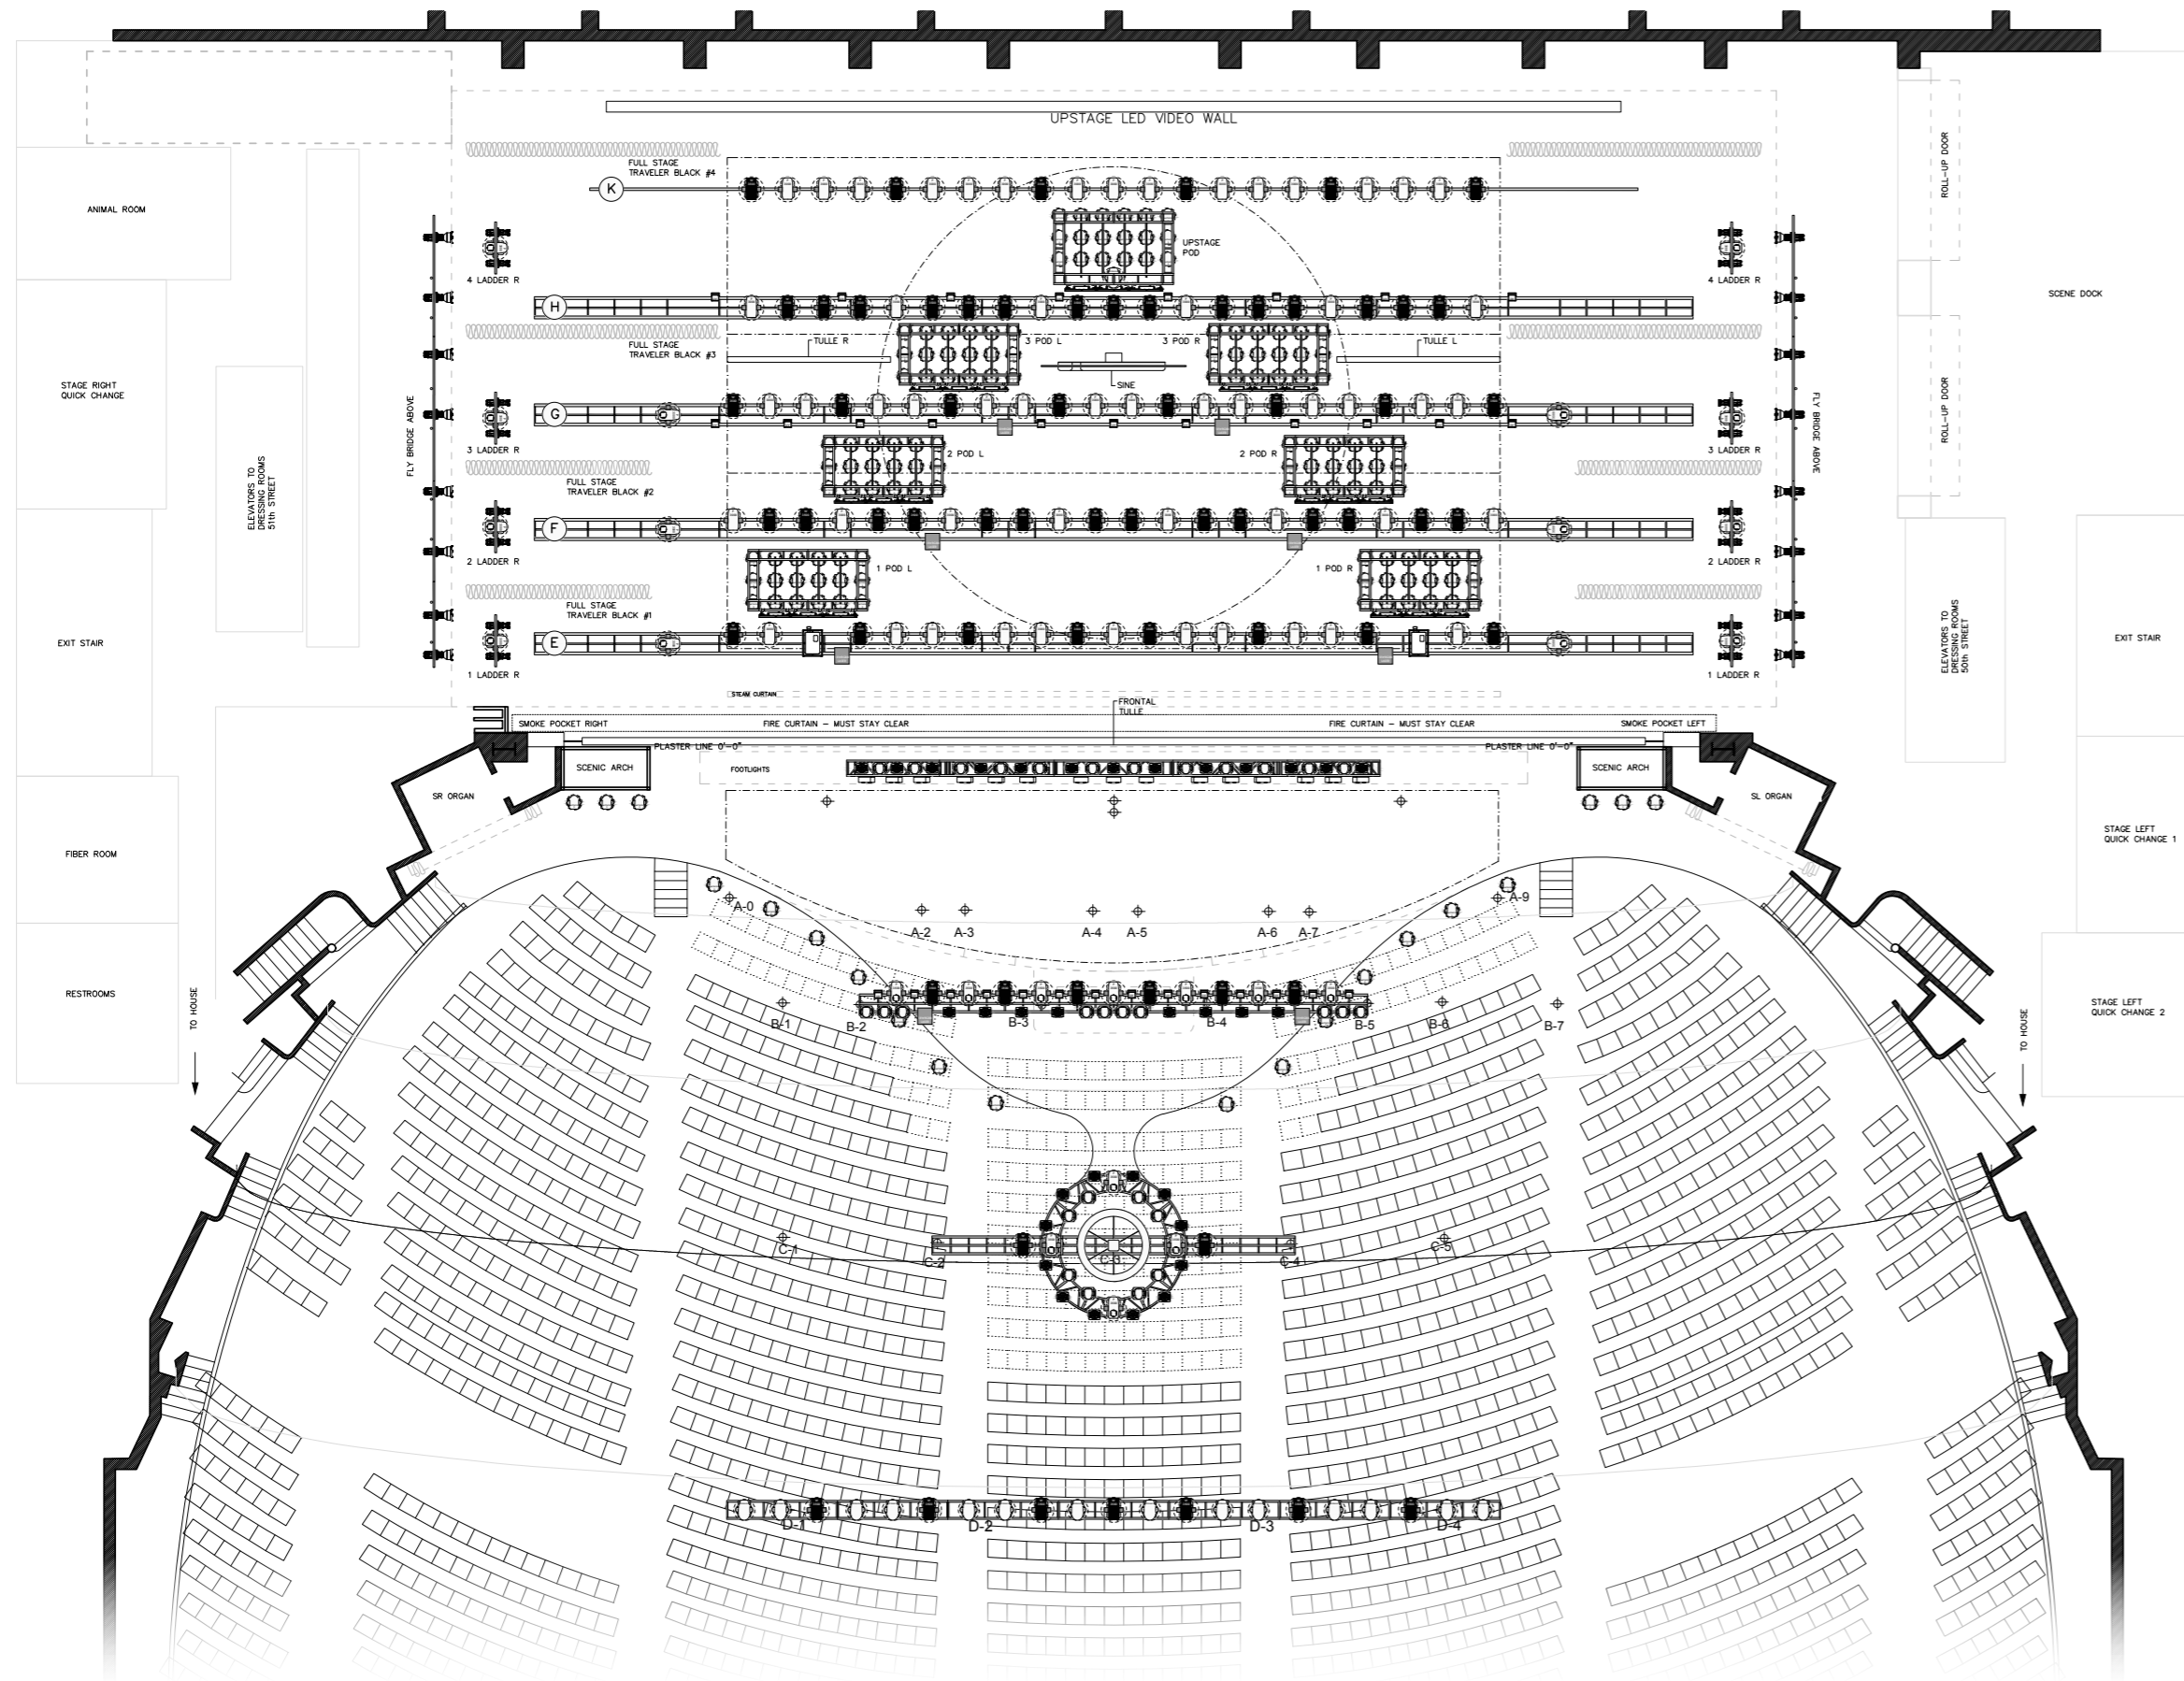 UPSTAGE LED VIDEO WALL
FULL STAGE
TRAVELER BLACK #4
K
ROLL-UP DOOR
ANIMAL ROOM
UPSTAGE
POD
4 LADDER R
4 LADDER R
SCENE DOCK
H
FULL STAGE
TRAVELER BLACK #3
TULLE R
3 POD L
3 POD R
TULLE L
SINE
STAGE RIGHT
QUICK CHANGE
FLY BRIDGE ABOVE
FLY BRIDGE ABOVE
ROLL-UP DOOR
G
3 LADDER R
2 POD L
2 POD R
3 LADDER R
ELEVATORS TO
DRESSING ROOMS
51th STREET
FULL STAGE
TRAVELER BLACK #2
F
2 LADDER R
1 POD L
1 POD R
2 LADDER R
FULL STAGE
TRAVELER BLACK #1
EXIT STAIR
E
ELEVATORS TO
DRESSING ROOMS
50th STREET
EXIT STAIR
1 LADDER R
1 LADDER R
STEAM CURTAIN
FRONTAL
TULLE
SMOKE POCKET RIGHT
FIRE CURTAIN - MUST STAY CLEAR
FIRE CURTAIN - MUST STAY CLEAR
SMOKE POCKET LEFT
PLASTER LINE 0'-0"
PLASTER LINE 0'-0"
SCENIC ARCH
FOOTLIGHTS
SCENIC ARCH
SR ORGAN
SL ORGAN
STAGE LEFT
QUICK CHANGE 1
FIBER ROOM
A-0
A-2
A-3
A-4
A-5
A-6
A-7
A-9
RESTROOMS
TO HOUSE
TO HOUSE
STAGE LEFT
QUICK CHANGE 2
B-1
B-2
B-3
B-4
B-5
B-6
B-7
C-1
C-2
C-3
C-4
C-5
D-1
D-2
D-3
D-4